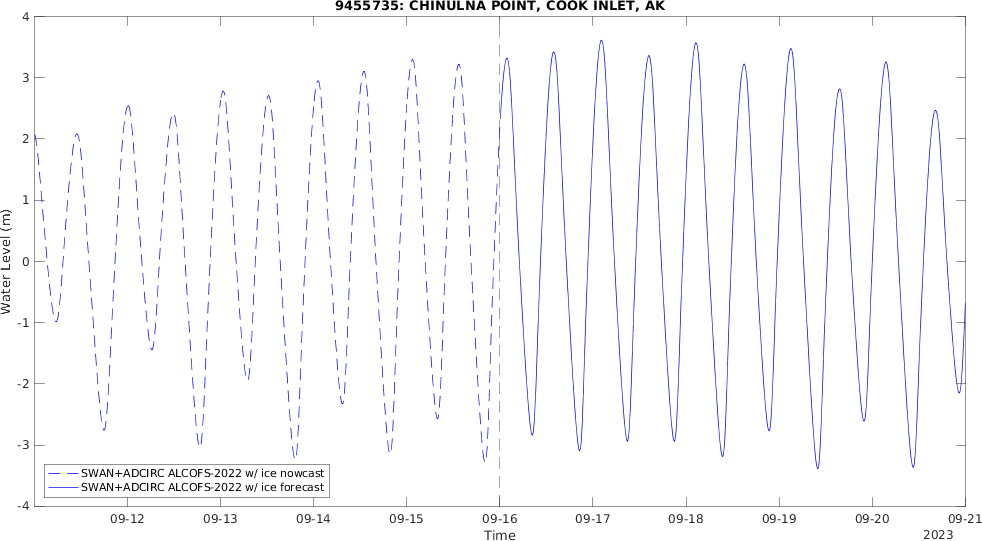 9455735: CHINULNA POINT, COOK INLET, AK
4
3
2
1
0
-1
-2
-3
-4
Water Level (m)
SWAN+ADCIRC ALCOFS-2022 w/ ice nowcast
SWAN+ADCIRC ALCOFS-2022 w/ ice forecast
09-12 09-13 09-14 09-15 09-16 09-17 09-18 09-19 09-20 09-21
Time
2023